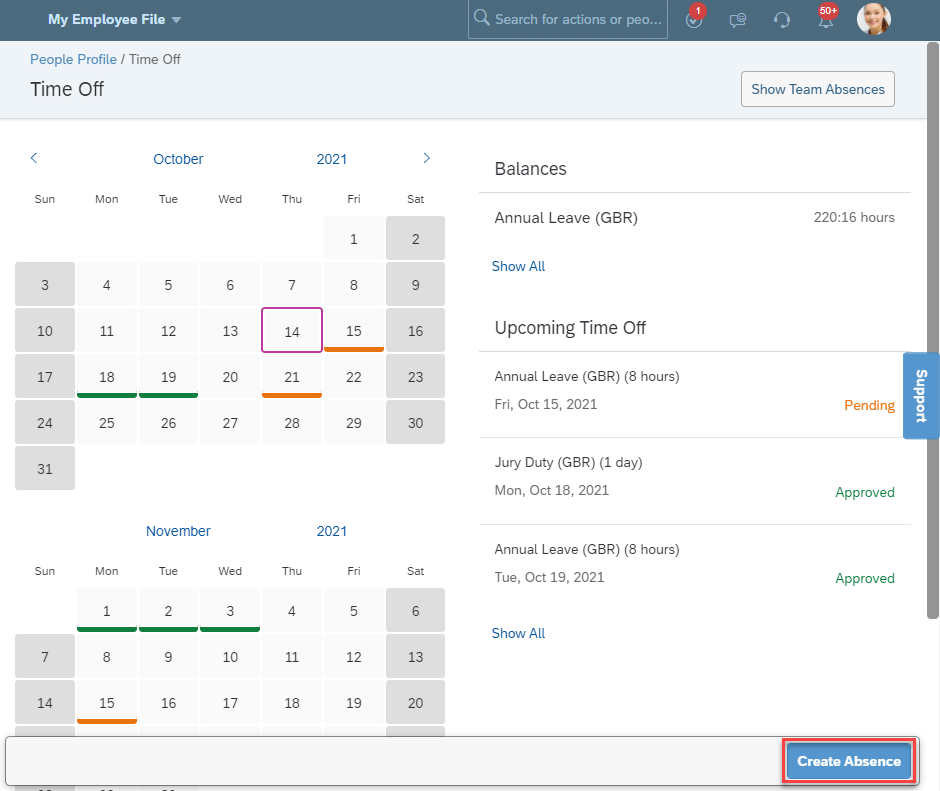 My Employee File
Search for actions or peo...
1
50+
People Profile / Time Off
Time Off
Show Team Absences
October 2021
Sun Mon Tue Wed Thu Fri Sat
1 2
3 4 5 6 7 8 9
10 11 12 13 14 15 16
17 18 19 20 21 22 23
24 25 26 27 28 29 30
31
November 2021
Sun Mon Tue Wed Thu Fri Sat
1 2 3 4 5 6
7 8 9 10 11 12 13
14 15 16 17 18 19 20
Balances
Annual Leave (GBR) 220:16 hours
Show All
Upcoming Time Off
Annual Leave (GBR) (8 hours)
Fri, Oct 15, 2021 Pending
Jury Duty (GBR) (1 day)
Mon, Oct 18, 2021 Approved
Annual Leave (GBR) (8 hours)
Tue, Oct 19, 2021 Approved
Show All
Support
Create Absence